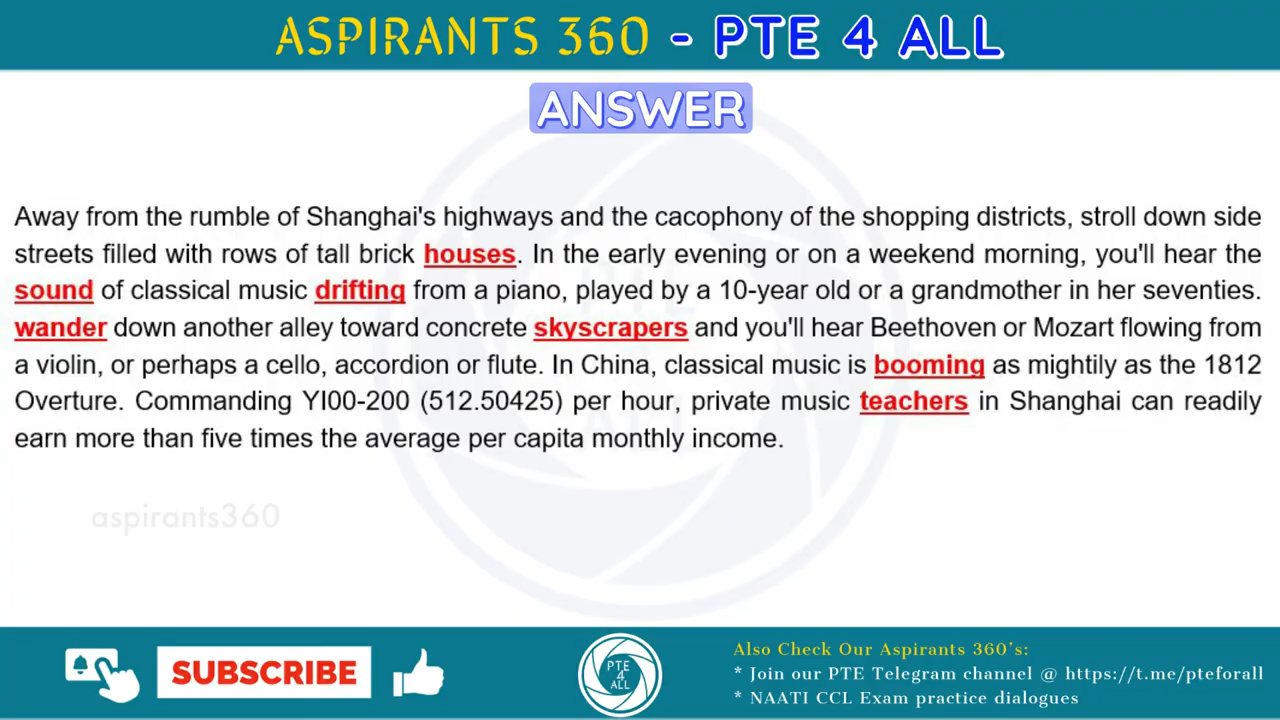 ASPIRANTS 360 - PTE 4 ALL
ANSWER
Away from the rumble of Shanghai's highways and the cacophony of the shopping districts, stroll down side
streets filled with rows of tall brick houses. In the early evening or on a weekend morning, you'll hear the
sound of classical music drifting from a piano, played by a 10-year old or a grandmother in her seventies.
wander down another alley toward concrete skyscrapers and you'll hear Beethoven or Mozart flowing from
a violin, or perhaps a cello, accordion or flute. In China, classical music is booming as mightily as the 1812
Overture. Commanding YI00-200 (512.50425) per hour, private music teachers in Shanghai can readily
earn more than five times the average per capita monthly income.
PTE
4
ALL
aspirants360
SUBSCRIBE
PTE
4
ALL
Also Check Our Aspirants 360's:
* Join our PTE Telegram channel @ https://t.me/pteforall
* NAATI CCL Exam practice dialogues